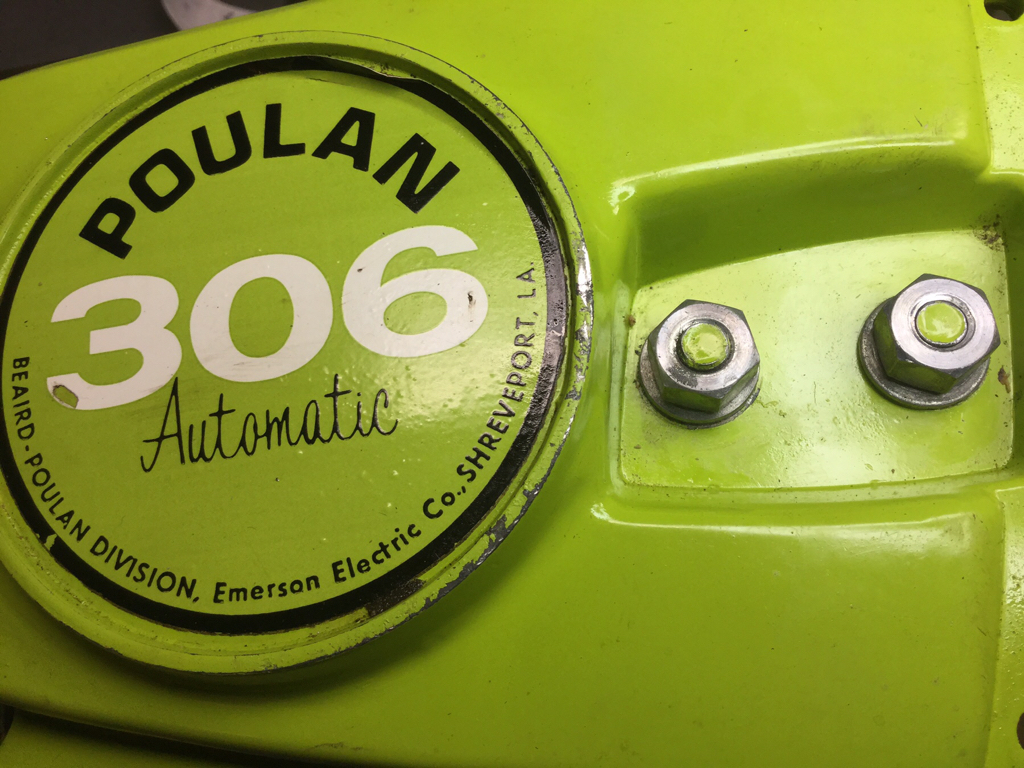 POULAN
306
Automatic
BEAIRD-POULAN DIVISION, Emerson Electric Co., SHREVEPORT, LA.